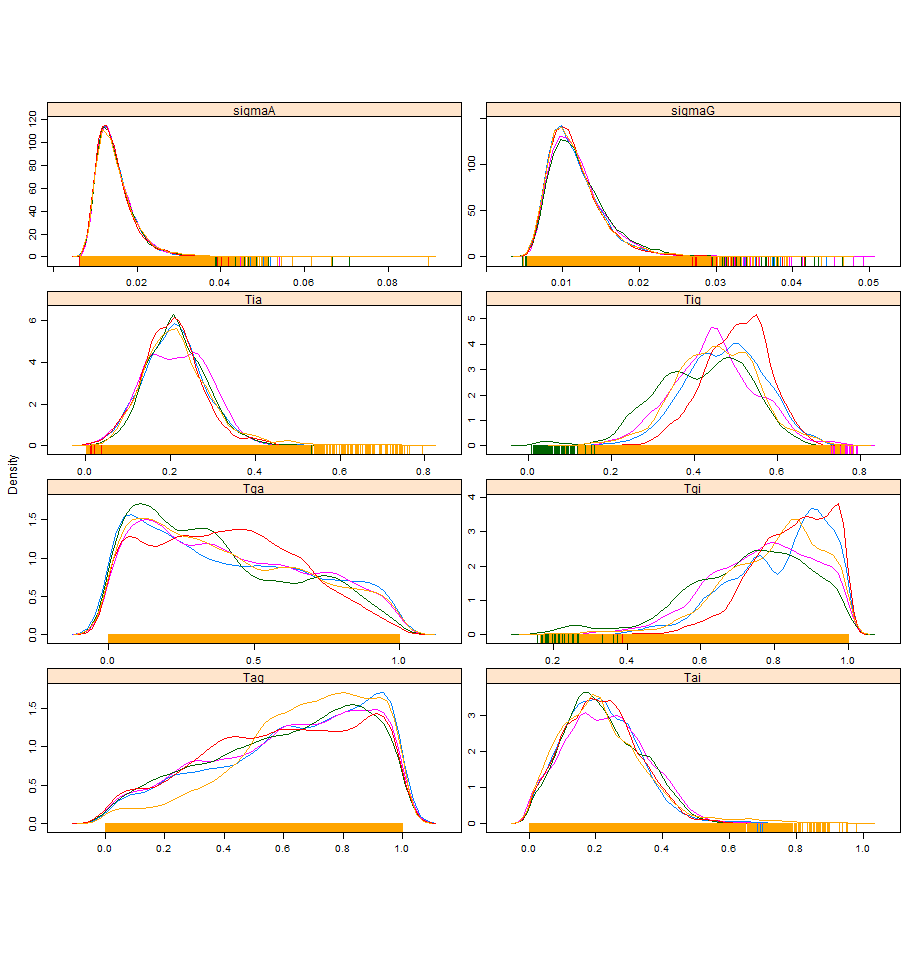 sigmaA
sigmaG
0 20 40 60 80 100 120
0 50 100
0.02 0.04 0.06 0.08
0.01 0.02 0.03 0.04 0.05
Tia
Tig
0 2 4 6
0 1 2 3 4 5
0.0 0.2 0.4 0.6 0.8
0.0 0.2 0.4 0.6 0.8
Density
Tga
Tgi
0.0 0.5 1.0 1.5
0 1 2 3 4
0.0 0.5 1.0
0.2 0.4 0.6 0.8 1.0
Tag
Tai
0.0 0.5 1.0 1.5
0 1 2 3
0.0 0.2 0.4 0.6 0.8 1.0
0.0 0.2 0.4 0.6 0.8 1.0